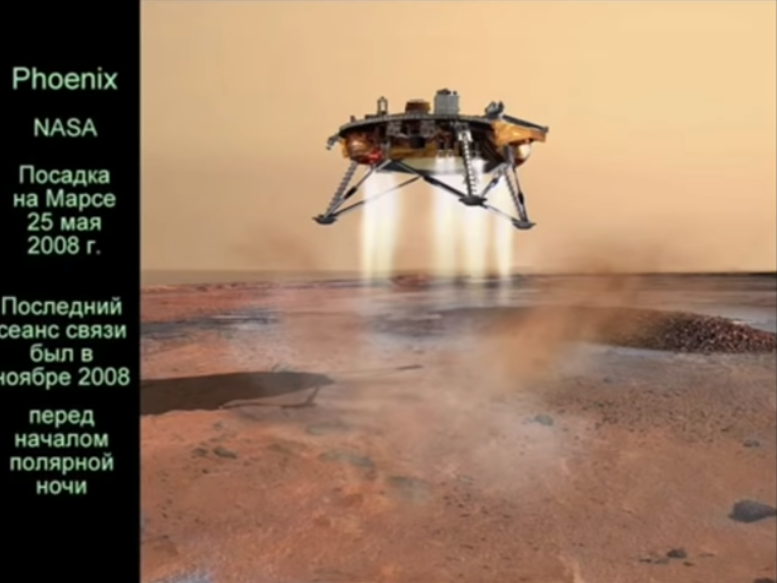 Phoenix
NASA
Посадка
на Марсе
25 мая
2008 г.
Последний
сеанс связи
был в
ноябре 2008
перед
началом
полярной
ночи